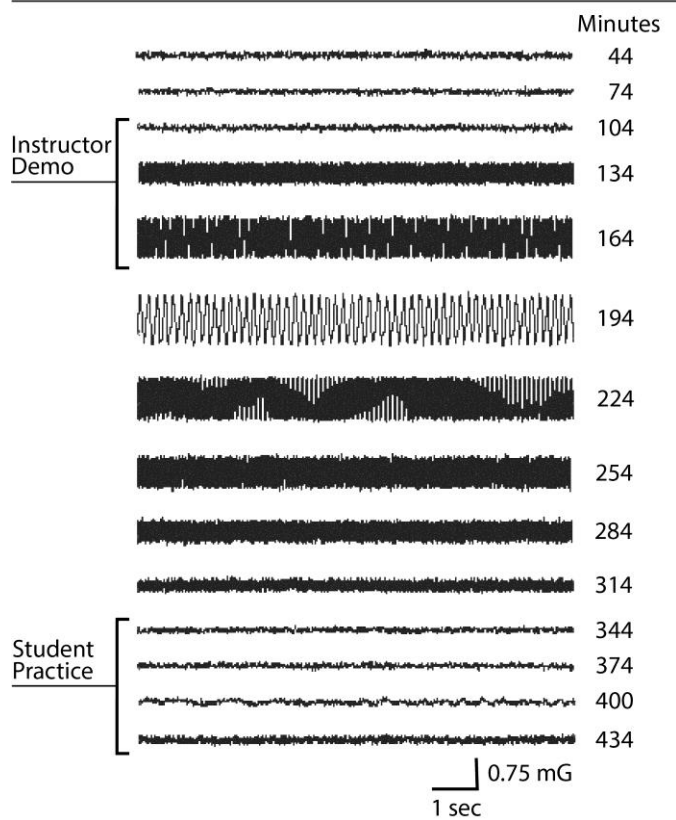 Minutes
44
74
Instructor
Demo
104
134
164
194
224
254
284
314
Student
Practice
344
374
400
434
0.75 mG
1 sec